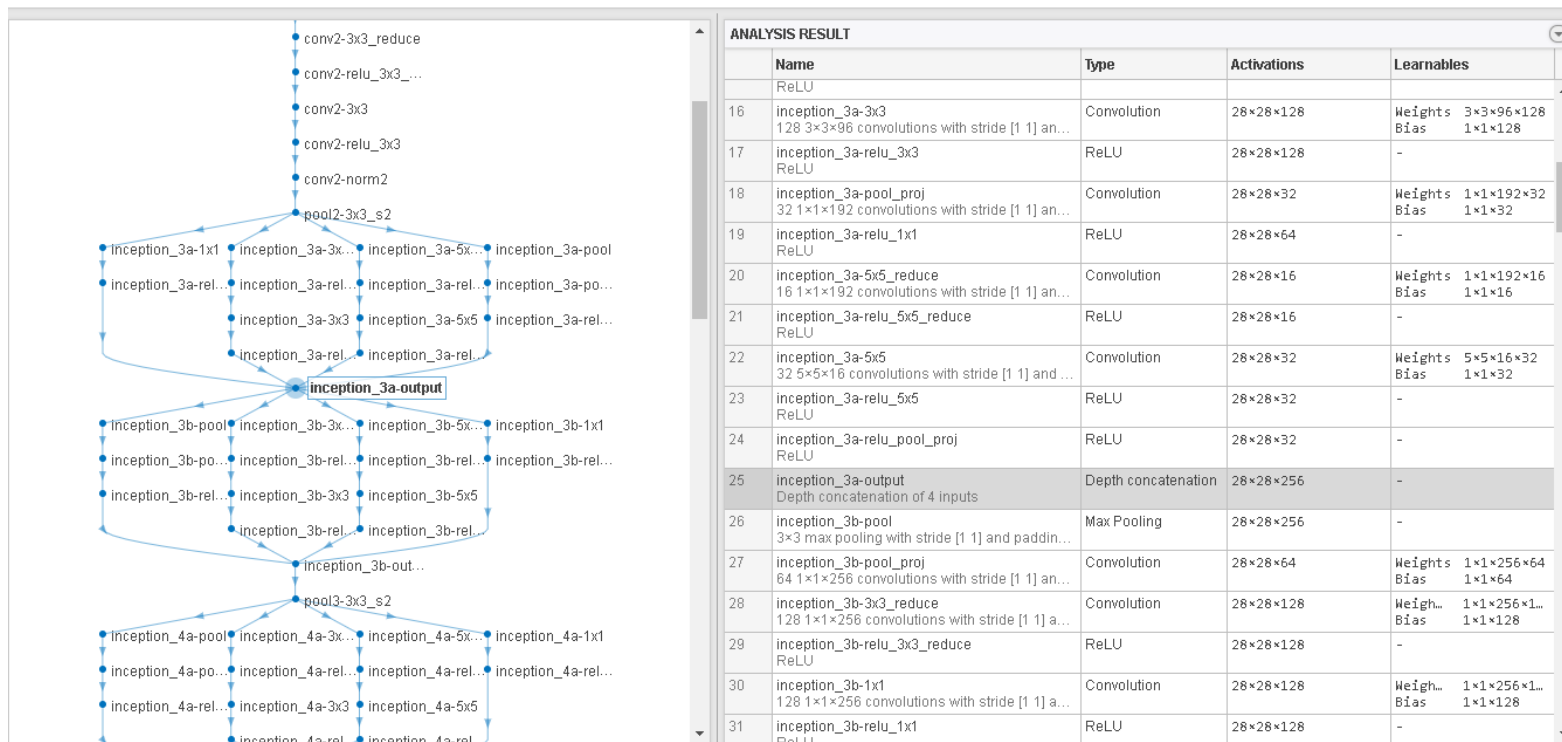 conv2-3x3_reduce
conv2-relu_3x3_...
conv2-3x3
conv2-relu_3x3
conv2-norm2
pool2-3x3_s2
inception_3a-1x1 inception_3a-3x... inception_3a-5x... inception_3a-pool
inception_3a-rel... inception_3a-rel... inception_3a-rel... inception_3a-po...
inception_3a-3x3 inception_3a-5x5 inception_3a-rel...
inception_3a-rel... inception_3a-rel...
inception_3a-output
inception_3b-pool inception_3b-3x... inception_3b-5x... inception_3b-1x1
inception_3b-po... inception_3b-rel... inception_3b-rel... inception_3b-rel...
inception_3b-rel... inception_3b-3x3 inception_3b-5x5
inception_3b-rel... inception_3b-rel...
inception_3b-out...
pool3-3x3_s2
inception_4a-pool inception_4a-3x... inception_4a-5x... inception_4a-1x1
inception_4a-po... inception_4a-rel... inception_4a-rel... inception_4a-rel...
inception_4a-rel... inception_4a-3x3 inception_4a-5x5
inception_4a-rel... inception_4a-rel...
ANALYSIS RESULT
Name Type Activations Learnables
ReLU
16 inception_3a-3x3 Convolution 28×28×128 Weights 3×3×96×128
128 3×3×96 convolutions with stride [1 1] an... Bias 1×1×128
17 inception_3a-relu_3x3 ReLU 28×28×128 -
ReLU
18 inception_3a-pool_proj Convolution 28×28×32 Weights 1×1×192×32
32 1×1×192 convolutions with stride [1 1] an... Bias 1×1×32
19 inception_3a-relu_1x1 ReLU 28×28×64 -
ReLU
20 inception_3a-5x5_reduce Convolution 28×28×16 Weights 1×1×192×16
16 1×1×192 convolutions with stride [1 1] an... Bias 1×1×16
21 inception_3a-relu_5x5_reduce ReLU 28×28×16 -
ReLU
22 inception_3a-5x5 Convolution 28×28×32 Weights 5×5×16×32
32 5×5×16 convolutions with stride [1 1] and ... Bias 1×1×32
23 inception_3a-relu_5x5 ReLU 28×28×32 -
ReLU
24 inception_3a-relu_pool_proj ReLU 28×28×32 -
ReLU
25 inception_3a-output Depth concatenation 28×28×256 -
Depth concatenation of 4 inputs
26 inception_3b-pool Max Pooling 28×28×256 -
3×3 max pooling with stride [1 1] and paddin...
27 inception_3b-pool_proj Convolution 28×28×64 Weights 1×1×256×64
64 1×1×256 convolutions with stride [1 1] an... Bias 1×1×64
28 inception_3b-3x3_reduce Convolution 28×28×128 Weigh... 1×1×256×1...
128 1×1×256 convolutions with stride [1 1] a... Bias 1×1×128
29 inception_3b-relu_3x3_reduce ReLU 28×28×128 -
ReLU
30 inception_3b-1x1 Convolution 28×28×128 Weigh... 1×1×256×1...
128 1×1×256 convolutions with stride [1 1] a... Bias 1×1×128
31 inception_3b-relu_1x1 ReLU 28×28×128 -
ReLU